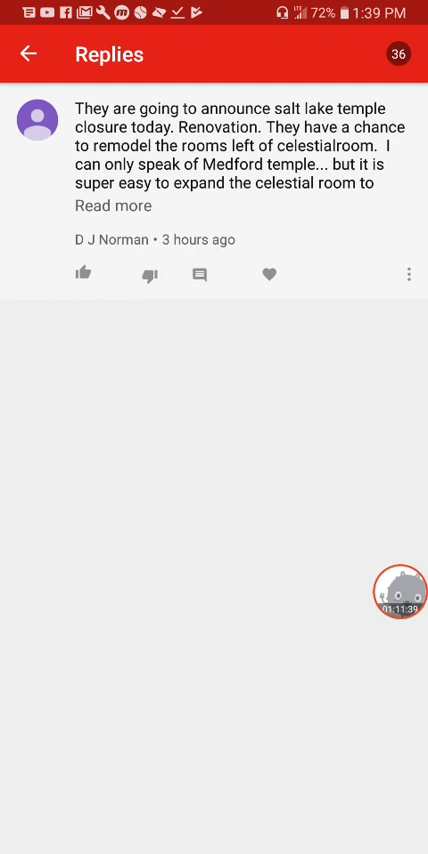 LTE 72% 1:39 PM
Replies 36
They are going to announce salt lake temple
closure today. Renovation. They have a chance
to remodel the rooms left of celestialroom.  I
can only speak of Medford temple... but it is
super easy to expand the celestial room to
Read more
D J Norman • 3 hours ago
01:11:39